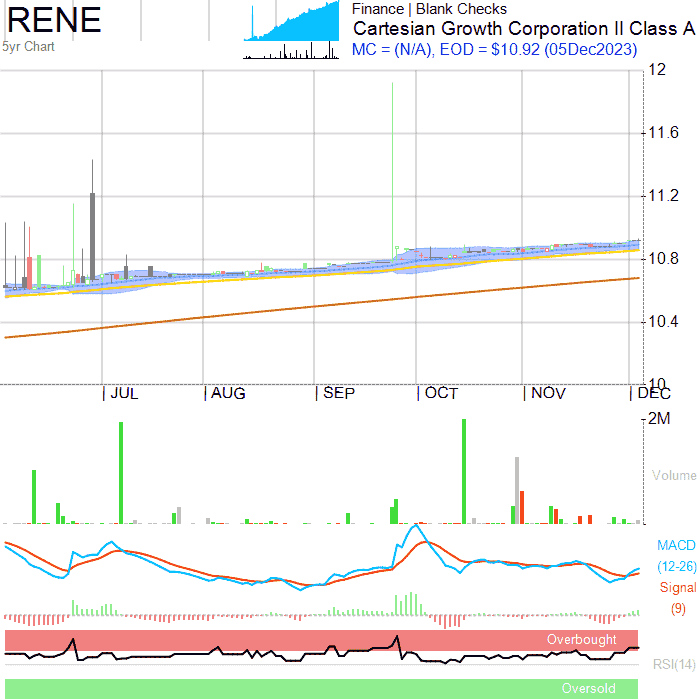 RENE
5yr Chart
Finance | Blank Checks
Cartesian Growth Corporation II Class A
MC = (N/A), EOD = $10.92 (05Dec2023)
12
11.6
11.2
10.8
10.4
10
JUL AUG SEP OCT NOV DEC
2M
Volume
MACD
(12-26)
Signal
(9)
Overbought
RSI(14)
Oversold